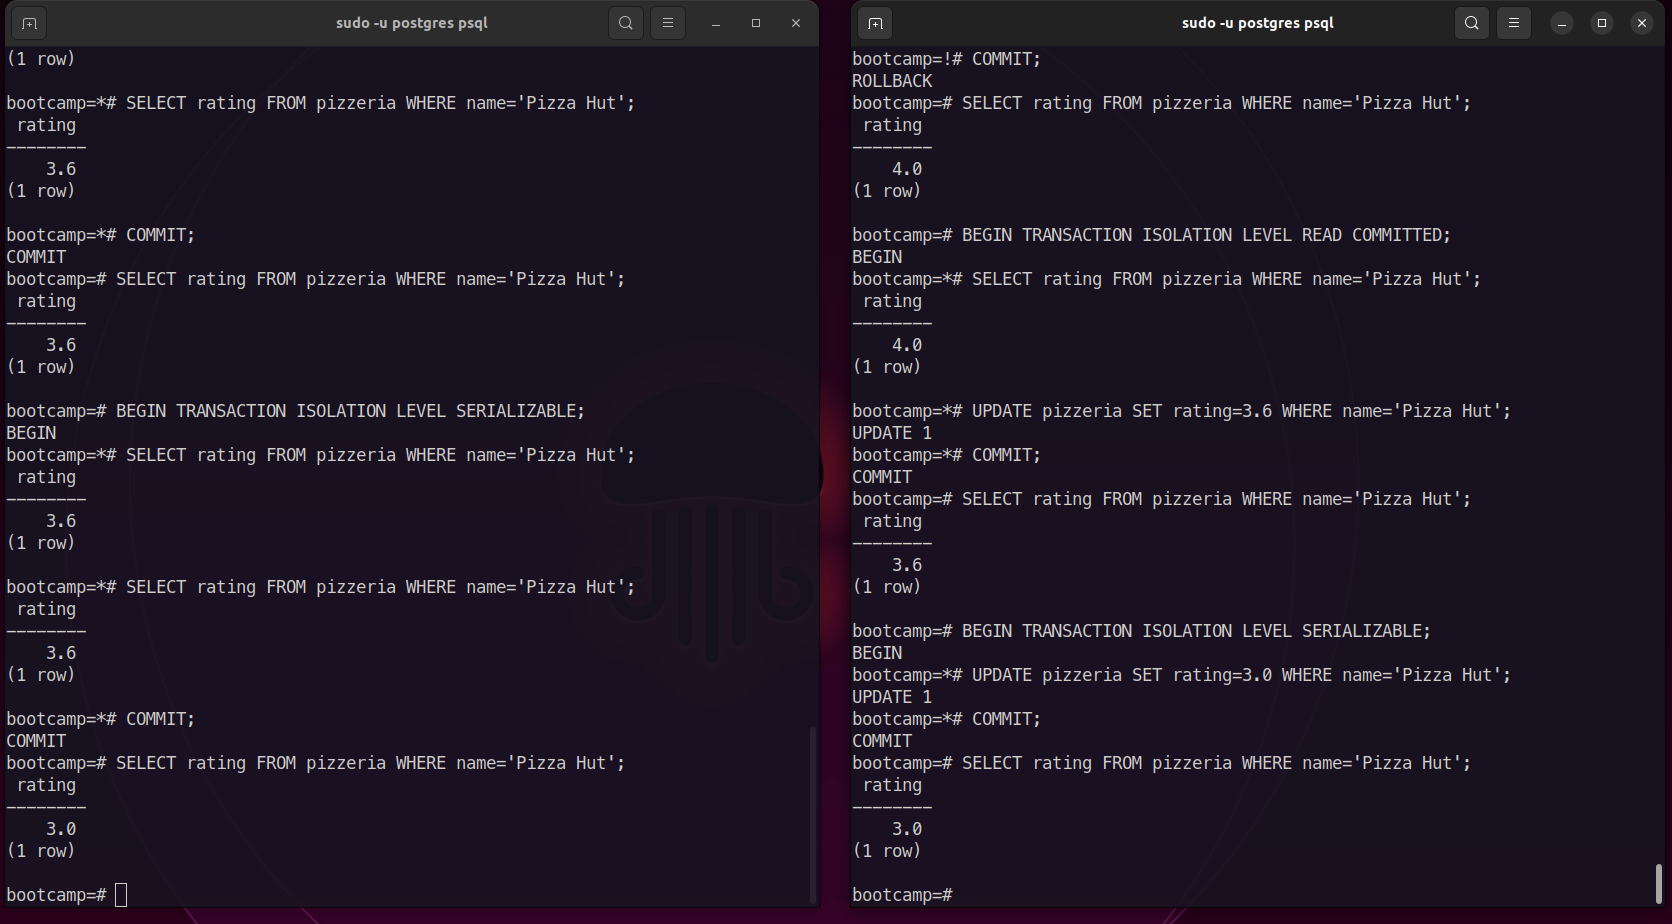 sudo -u postgres psql
(1 row)
bootcamp=*# SELECT rating FROM pizzeria WHERE name='Pizza Hut';
rating
--------
3.6
(1 row)
bootcamp=*# COMMIT;
COMMIT
bootcamp=# SELECT rating FROM pizzeria WHERE name='Pizza Hut';
rating
--------
3.6
(1 row)
bootcamp=# BEGIN TRANSACTION ISOLATION LEVEL SERIALIZABLE;
BEGIN
bootcamp=*# SELECT rating FROM pizzeria WHERE name='Pizza Hut';
rating
--------
3.6
(1 row)
bootcamp=*# SELECT rating FROM pizzeria WHERE name='Pizza Hut';
rating
--------
3.6
(1 row)
bootcamp=*# COMMIT;
COMMIT
bootcamp=# SELECT rating FROM pizzeria WHERE name='Pizza Hut';
rating
--------
3.0
(1 row)
bootcamp=#
sudo -u postgres psql
bootcamp=!# COMMIT;
ROLLBACK
bootcamp=# SELECT rating FROM pizzeria WHERE name='Pizza Hut';
rating
--------
4.0
(1 row)
bootcamp=# BEGIN TRANSACTION ISOLATION LEVEL READ COMMITTED;
BEGIN
bootcamp=*# SELECT rating FROM pizzeria WHERE name='Pizza Hut';
rating
--------
4.0
(1 row)
bootcamp=*# UPDATE pizzeria SET rating=3.6 WHERE name='Pizza Hut';
UPDATE 1
bootcamp=*# COMMIT;
COMMIT
bootcamp=# SELECT rating FROM pizzeria WHERE name='Pizza Hut';
rating
--------
3.6
(1 row)
bootcamp=# BEGIN TRANSACTION ISOLATION LEVEL SERIALIZABLE;
BEGIN
bootcamp=*# UPDATE pizzeria SET rating=3.0 WHERE name='Pizza Hut';
UPDATE 1
bootcamp=*# COMMIT;
COMMIT
bootcamp=# SELECT rating FROM pizzeria WHERE name='Pizza Hut';
rating
--------
3.0
(1 row)
bootcamp=#